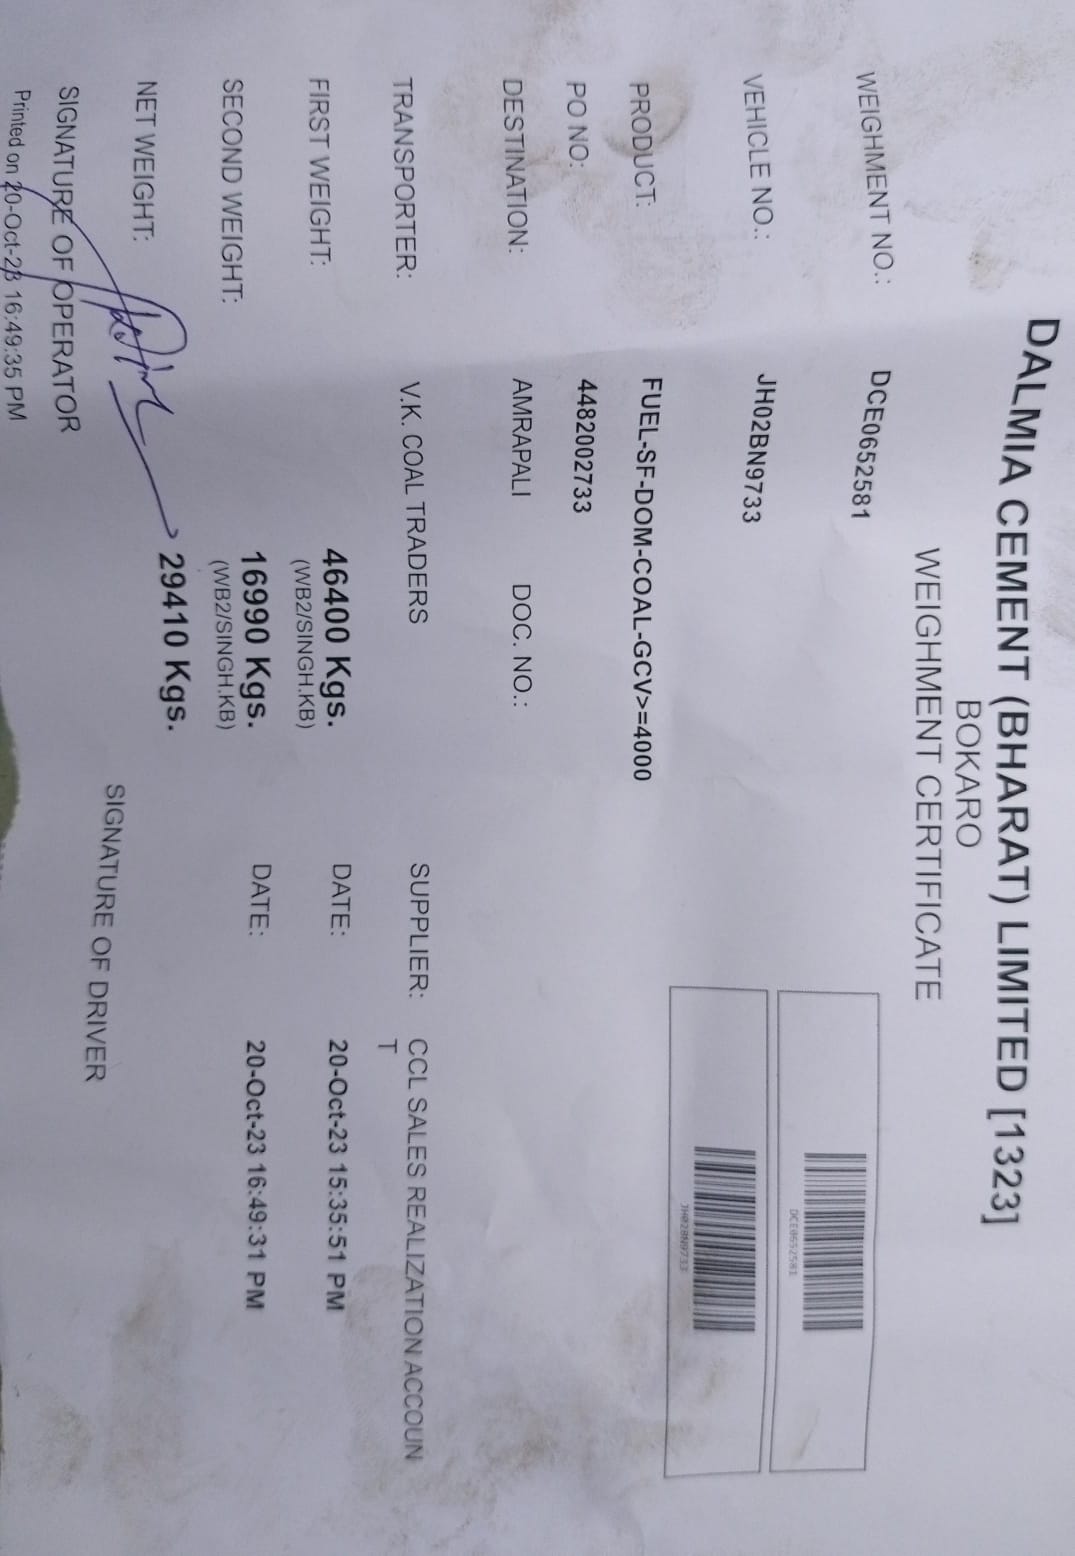 DALMIA CEMENT (BHARAT) LIMITED [1323]
BOKARO
WEIGHMENT CERTIFICATE
WEIGHMENT NO.: DCE0652581
DCE0652581
VEHICLE NO.: JH02BN9733
JH02BN9733
PRODUCT: FUEL-SF-DOM-COAL-GCV>=4000
PO NO: 4482002733
DESTINATION: AMRAPALI DOC. NO.:
TRANSPORTER: V.K. COAL TRADERS SUPPLIER: CCL SALES REALIZATION ACCOUN
T
FIRST WEIGHT: 46400 Kgs. DATE: 20-Oct-23 15:35:51 PM
(WB2/SINGH.KB)
SECOND WEIGHT: 16990 Kgs. DATE: 20-Oct-23 16:49:31 PM
(WB2/SINGH.KB)
NET WEIGHT: 29410 Kgs.
SIGNATURE OF OPERATOR SIGNATURE OF DRIVER
Printed on 20-Oct-23 16:49:35 PM